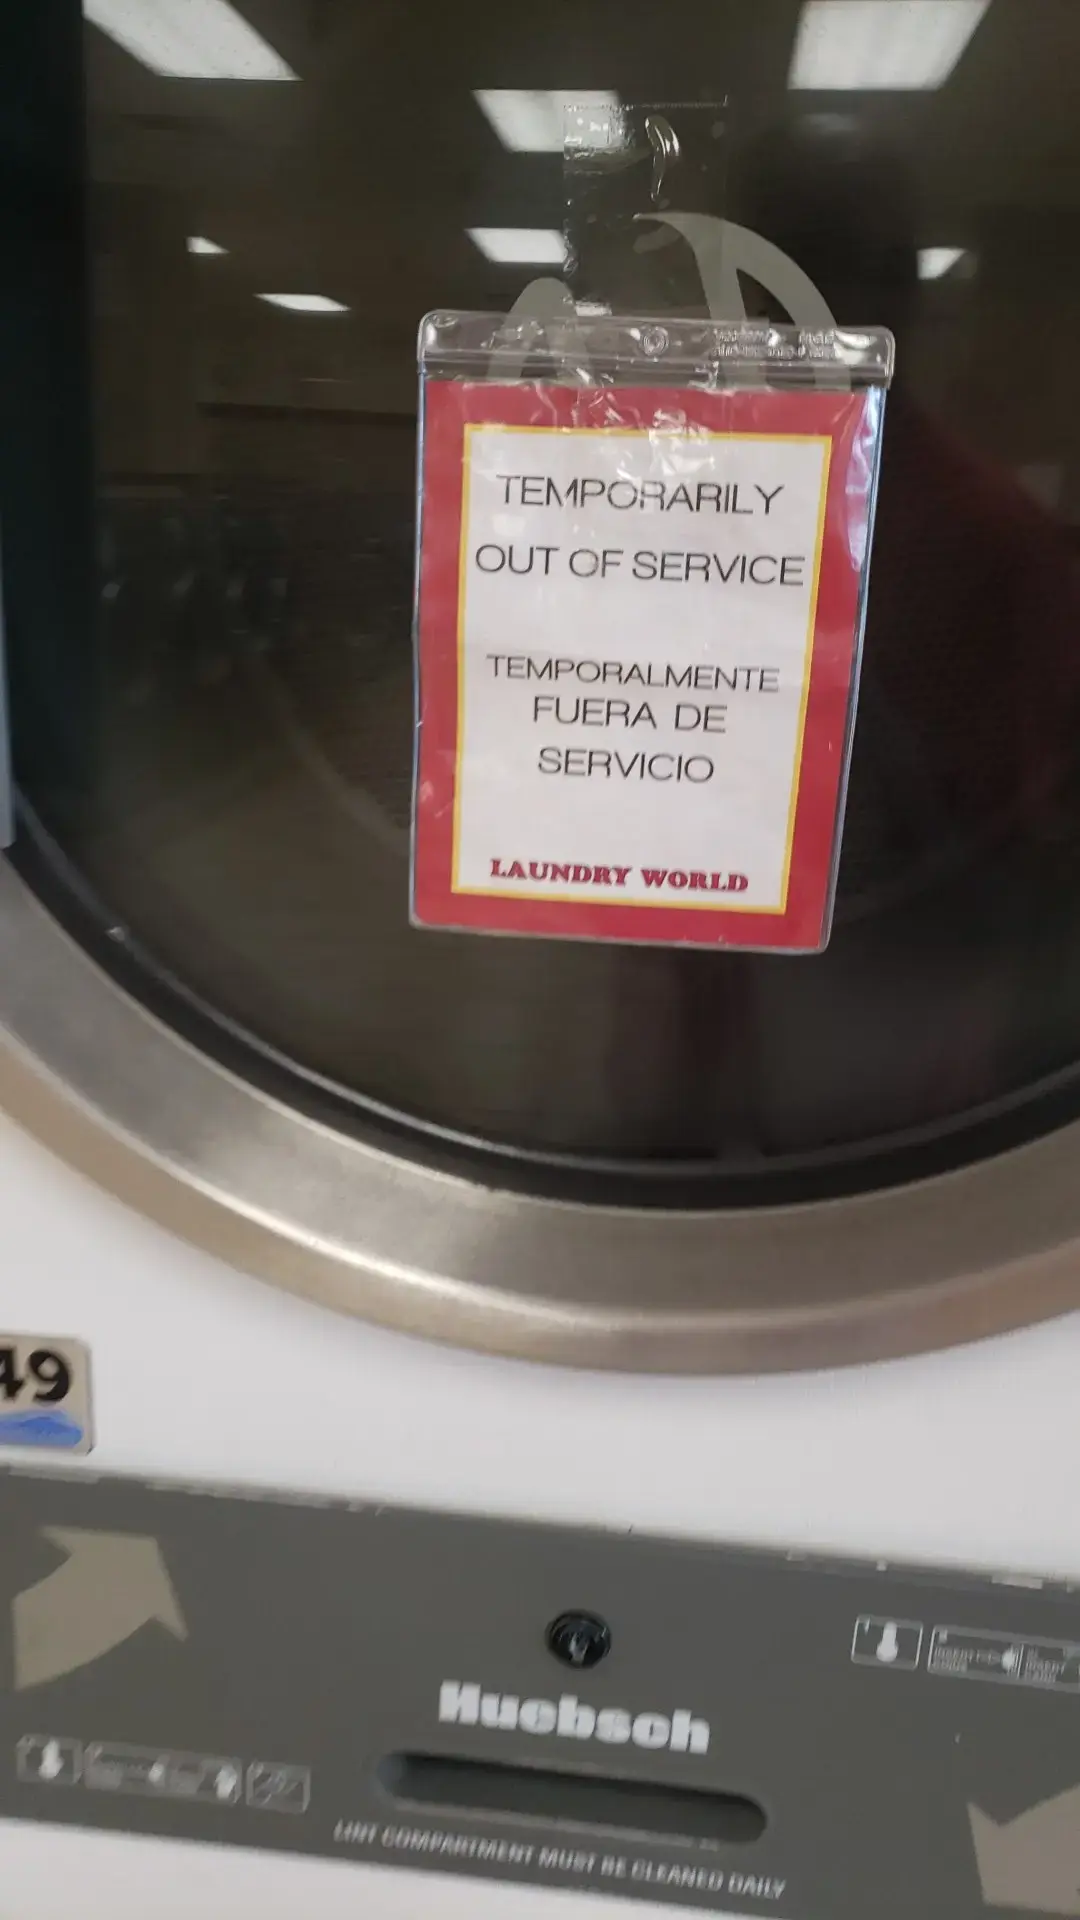 TEMPORARILY
OUT OF SERVICE
TEMPORALMENTE
FUERA DE
SERVICIO
LAUNDRY WORLD
49
Huebsch
LINT COMPARTMENT MUST BE CLEANED DAILY